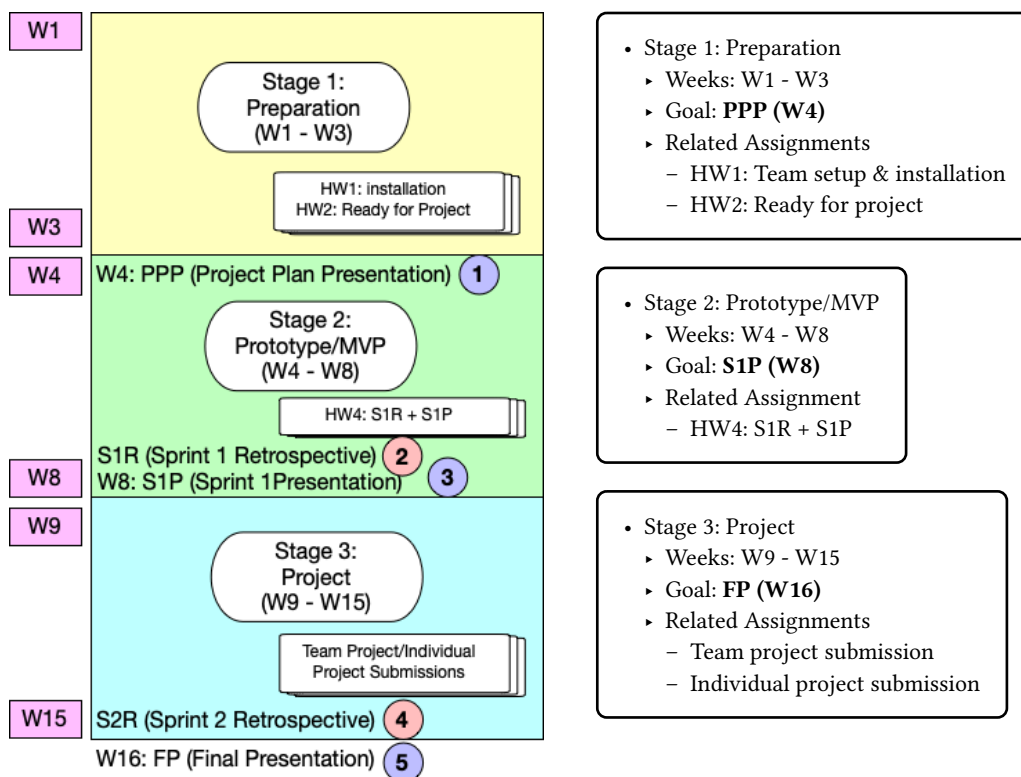 W1
Stage 1:
Preparation
(W1 - W3)
HW1: installation
HW2: Ready for Project
W3
W4
W4: PPP (Project Plan Presentation) 1
Stage 2:
Prototype/MVP
(W4 - W8)
HW4: S1R + S1P
S1R (Sprint 1 Retrospective) 2
W8
W8: S1P (Sprint 1Presentation) 3
W9
Stage 3:
Project
(W9 - W15)
Team Project/Individual
Project Submissions
W15
S2R (Sprint 2 Retrospective) 4
W16: FP (Final Presentation) 5
• Stage 1: Preparation
‣ Weeks: W1 - W3
‣ Goal: PPP (W4)
‣ Related Assignments
– HW1: Team setup & installation
– HW2: Ready for project
• Stage 2: Prototype/MVP
‣ Weeks: W4 - W8
‣ Goal: S1P (W8)
‣ Related Assignment
– HW4: S1R + S1P
• Stage 3: Project
‣ Weeks: W9 - W15
‣ Goal: FP (W16)
‣ Related Assignments
– Team project submission
– Individual project submission